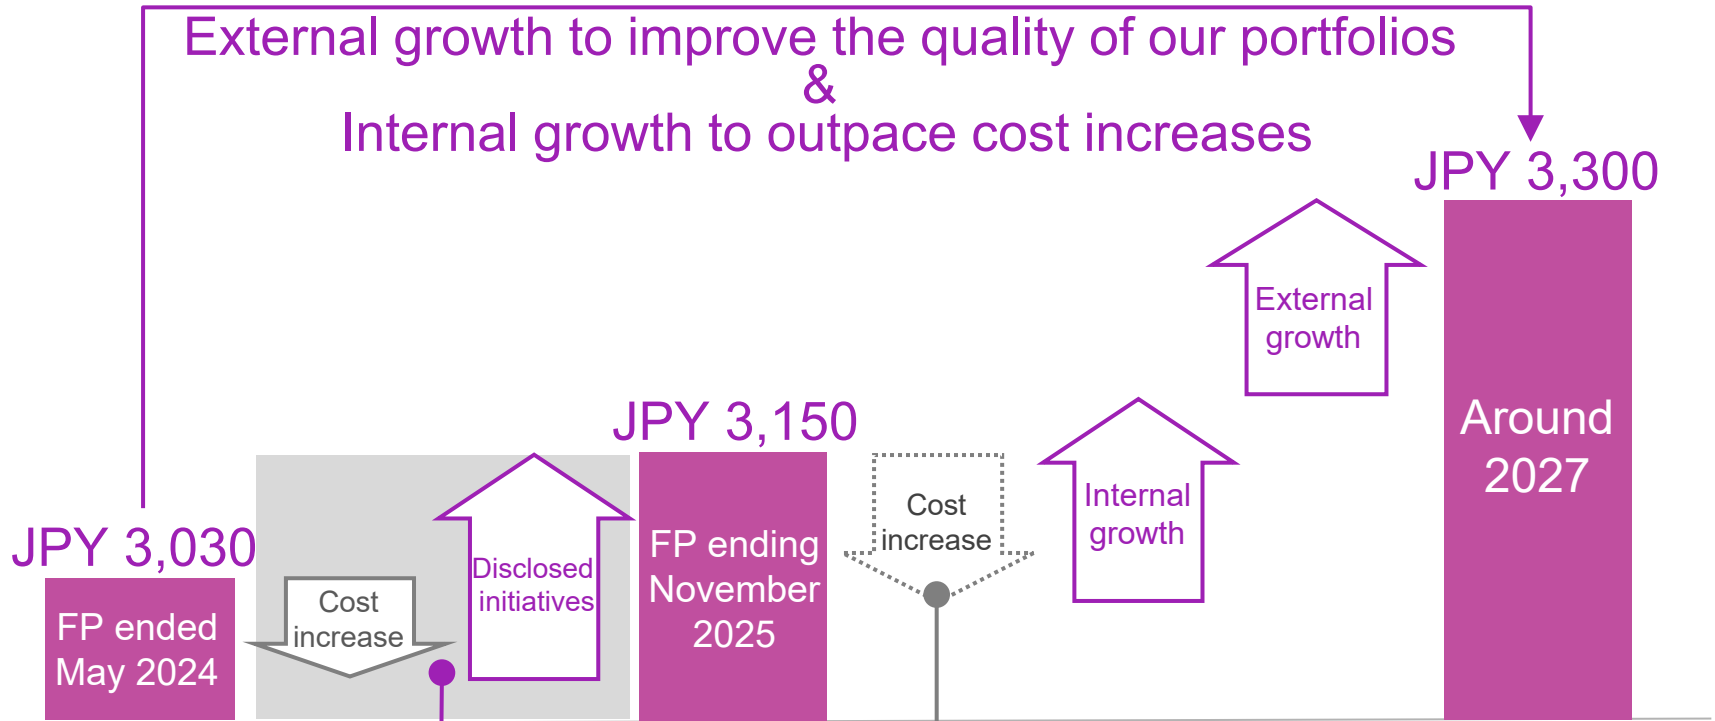 External growth to improve the quality of our portfolios
&
Internal growth to outpace cost increases
JPY 3,030
FP ended
May 2024
Cost
increase
Disclosed
initiatives
JPY 3,150
FP ending
November
2025
Cost
increase
Internal
growth
External
growth
JPY 3,300
Around
2027